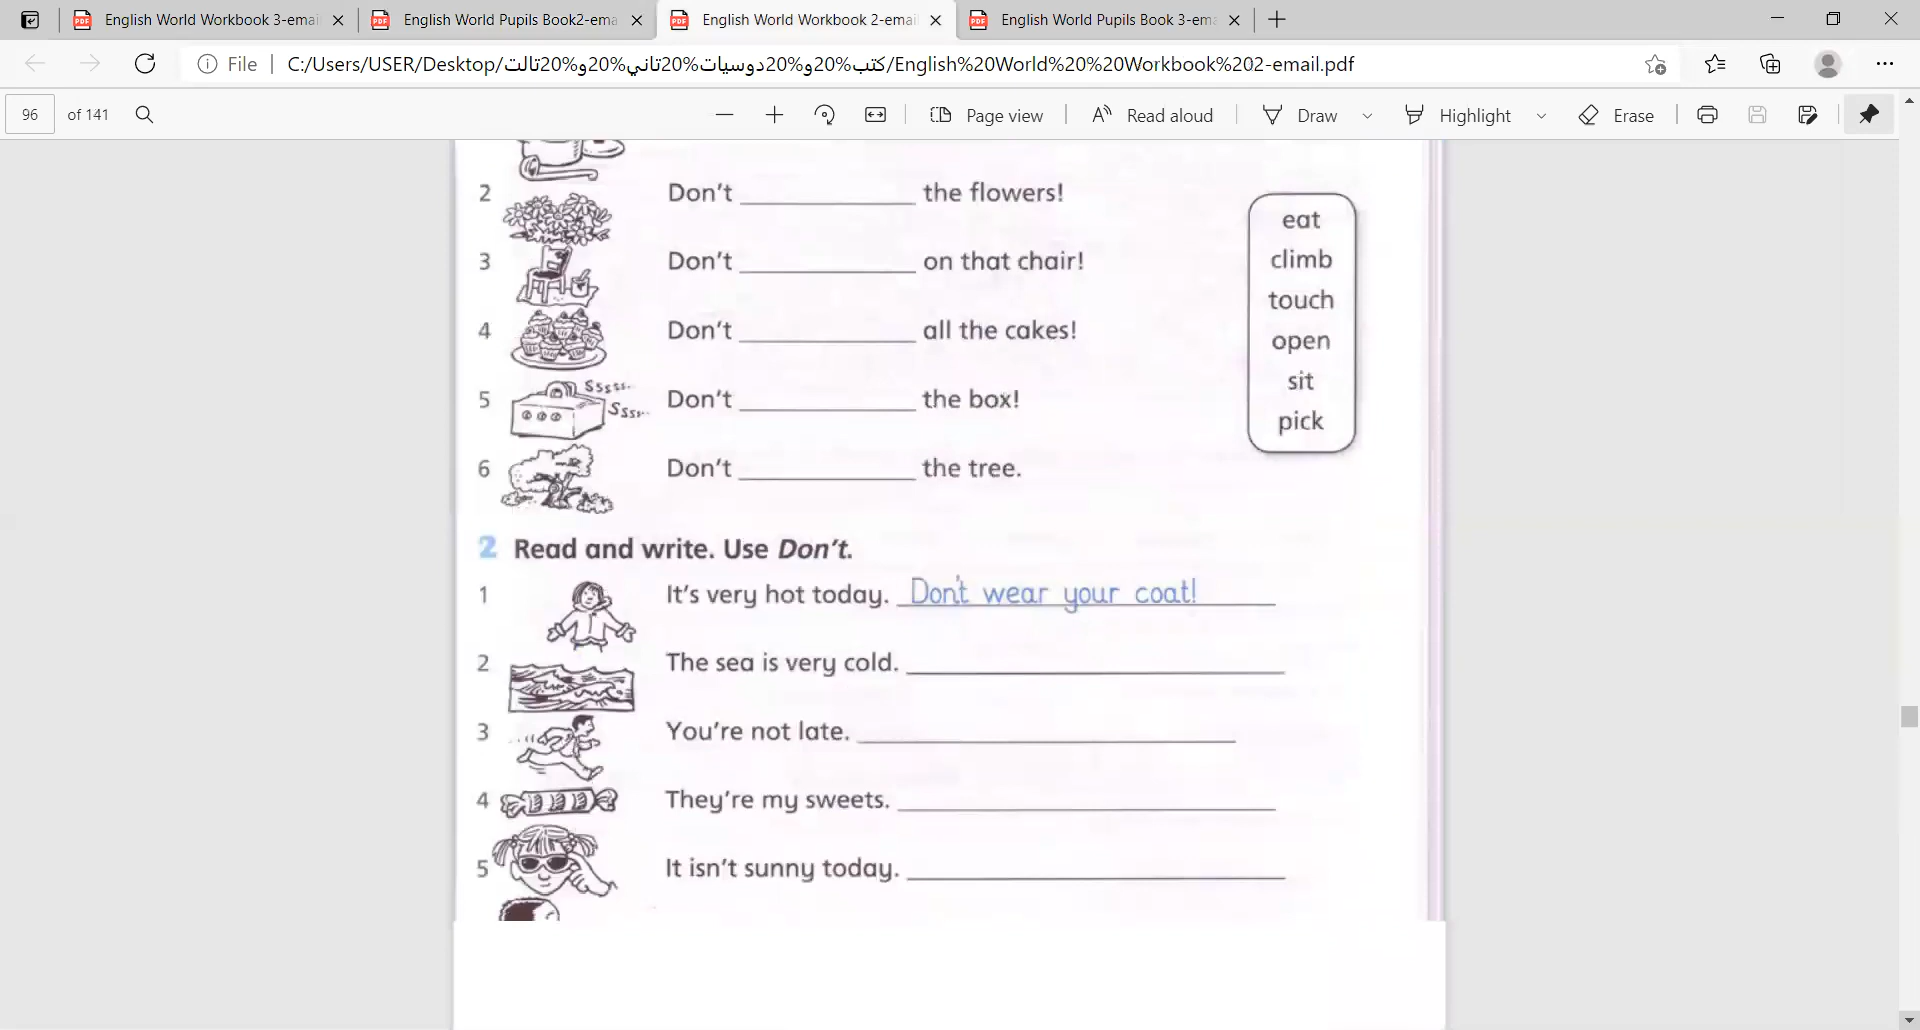 English World Workbook 3-emai
English World Pupils Book2-ema
English World Workbook 2-email
English World Pupils Book 3-ema
File
C:/Users/USER/Desktop/كتب%20و%20دوسيات%20تاني%20و%20تالت/English%20World%20%20Workbook%202-email.pdf
96 of 141
Page view
Read aloud
Draw
Highlight
Erase
2 Don't ____________ the flowers!
3 Don't ____________ on that chair!
4 Don't ____________ all the cakes!
5 Ssssss.. Sssss.. Don't ____________ the box!
6 Don't ____________ the tree.
eat
climb
touch
open
sit
pick
2 Read and write. Use Don't.
1 It's very hot today. Don't wear your coat!
2 The sea is very cold. ____________
3 You're not late. ____________
4 They're my sweets. ____________
5 It isn't sunny today. ____________